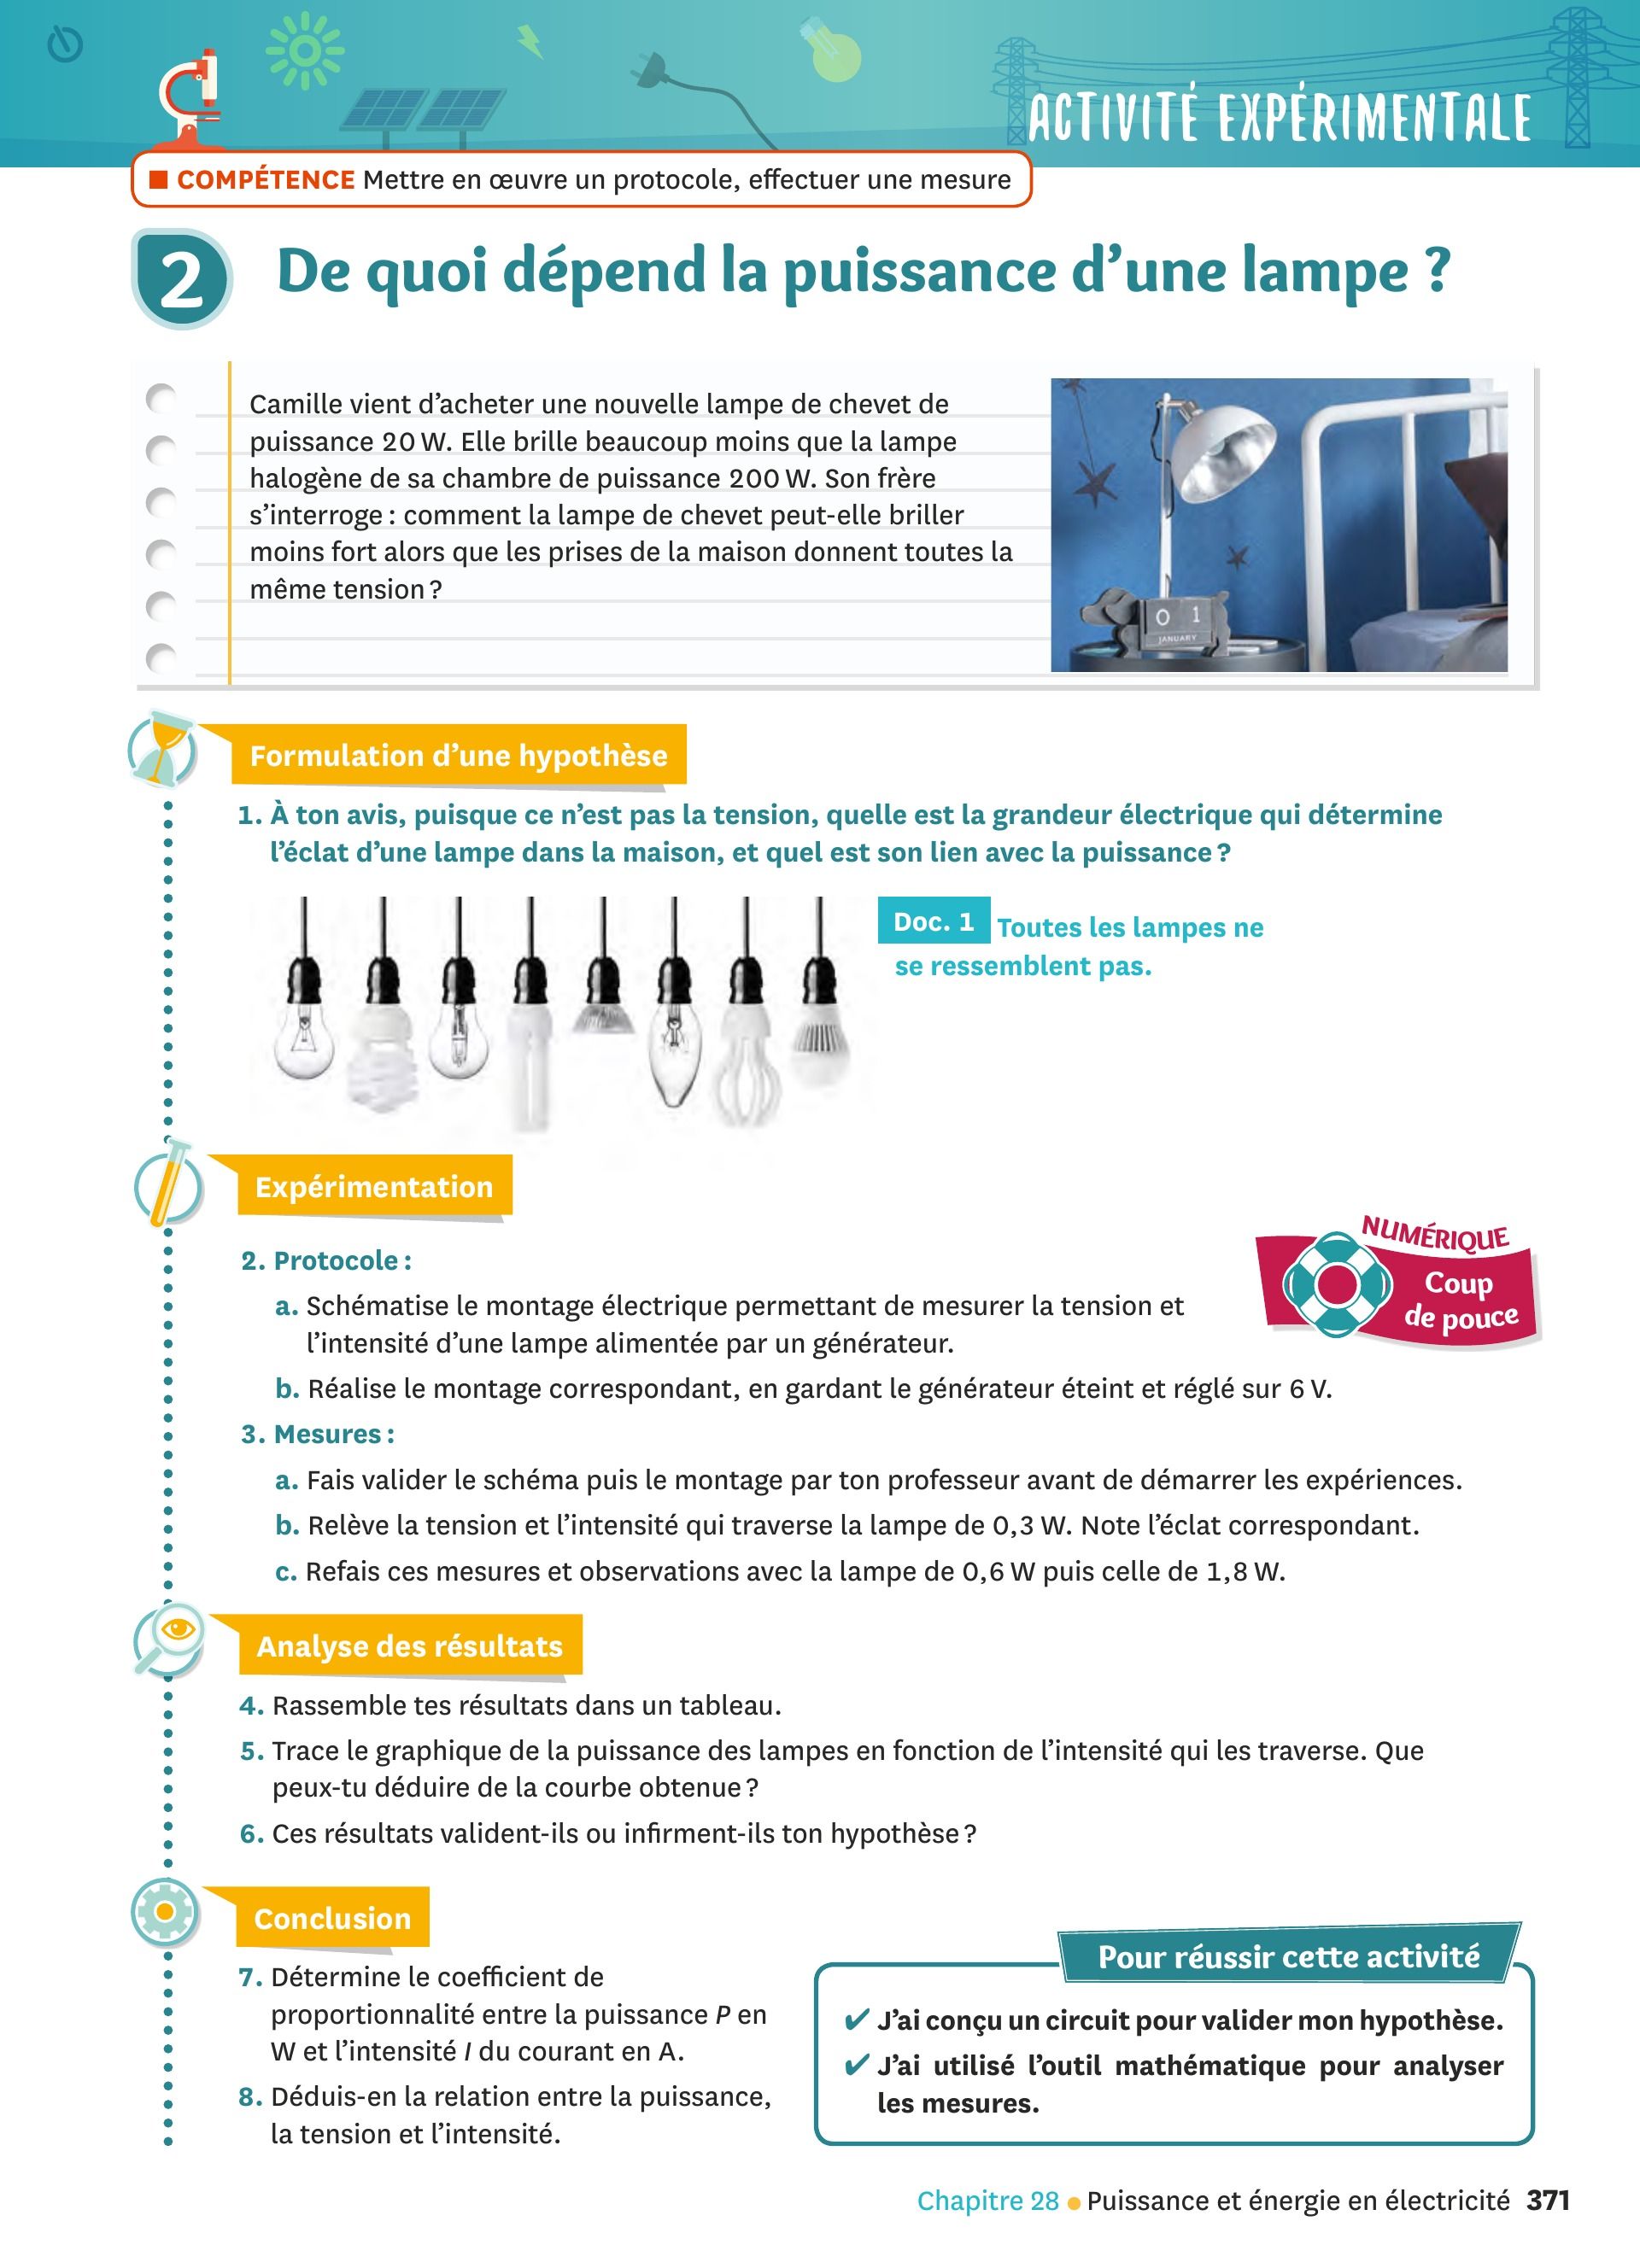 ACTIVITÉ EXPÉRIMENTALE
■ COMPÉTENCE Mettre en œuvre un protocole, effectuer une mesure
2 De quoi dépend la puissance d’une lampe ?
Camille vient d’acheter une nouvelle lampe de chevet de
puissance 20 W. Elle brille beaucoup moins que la lampe
halogène de sa chambre de puissance 200 W. Son frère
s’interroge : comment la lampe de chevet peut-elle briller
moins fort alors que les prises de la maison donnent toutes la
même tension ?
0 1
JANUARY
Formulation d’une hypothèse
1. À ton avis, puisque ce n’est pas la tension, quelle est la grandeur électrique qui détermine
l’éclat d’une lampe dans la maison, et quel est son lien avec la puissance ?
Doc. 1 Toutes les lampes ne
se ressemblent pas.
Expérimentation
NUMÉRIQUE
Coup
de pouce
2. Protocole :
a. Schématise le montage électrique permettant de mesurer la tension et
l’intensité d’une lampe alimentée par un générateur.
b. Réalise le montage correspondant, en gardant le générateur éteint et réglé sur 6 V.
3. Mesures :
a. Fais valider le schéma puis le montage par ton professeur avant de démarrer les expériences.
b. Relève la tension et l’intensité qui traverse la lampe de 0,3 W. Note l’éclat correspondant.
c. Refais ces mesures et observations avec la lampe de 0,6 W puis celle de 1,8 W.
Analyse des résultats
4. Rassemble tes résultats dans un tableau.
5. Trace le graphique de la puissance des lampes en fonction de l’intensité qui les traverse. Que
peux-tu déduire de la courbe obtenue ?
6. Ces résultats valident-ils ou infirment-ils ton hypothèse ?
Conclusion
7. Détermine le coefficient de
proportionnalité entre la puissance P en
W et l’intensité I du courant en A.
8. Déduis-en la relation entre la puissance,
la tension et l’intensité.
Pour réussir cette activité
✔ J’ai conçu un circuit pour valider mon hypothèse.
✔ J’ai utilisé l’outil mathématique pour analyser
les mesures.
Chapitre 28 ● Puissance et énergie en électricité 371